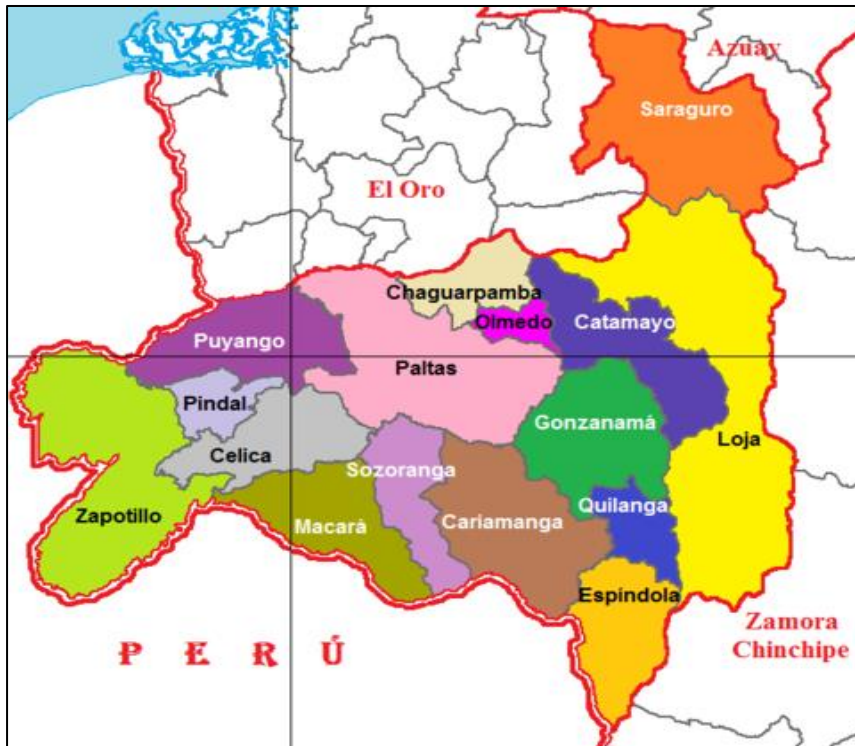 Azuay
Saraguro
El Oro
Chaguarpamba
Olmedo
Catamayo
Puyango
Paltas
Pindal
Gonzanamá
Loja
Celica
Sozoranga
Quilanga
Zapotillo
Macará
Cariamanga
Espíndola
Zamora
Chinchipe
PERÚ